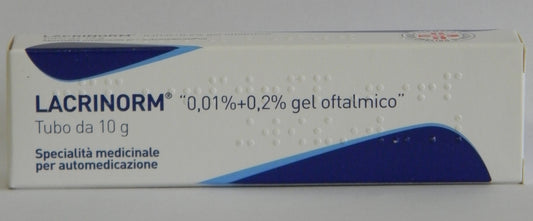 LACRINORM® "0,01%+0,2% gel oftalmico"
Tubo da 10 g
Specialità medicinale
per automedicazione